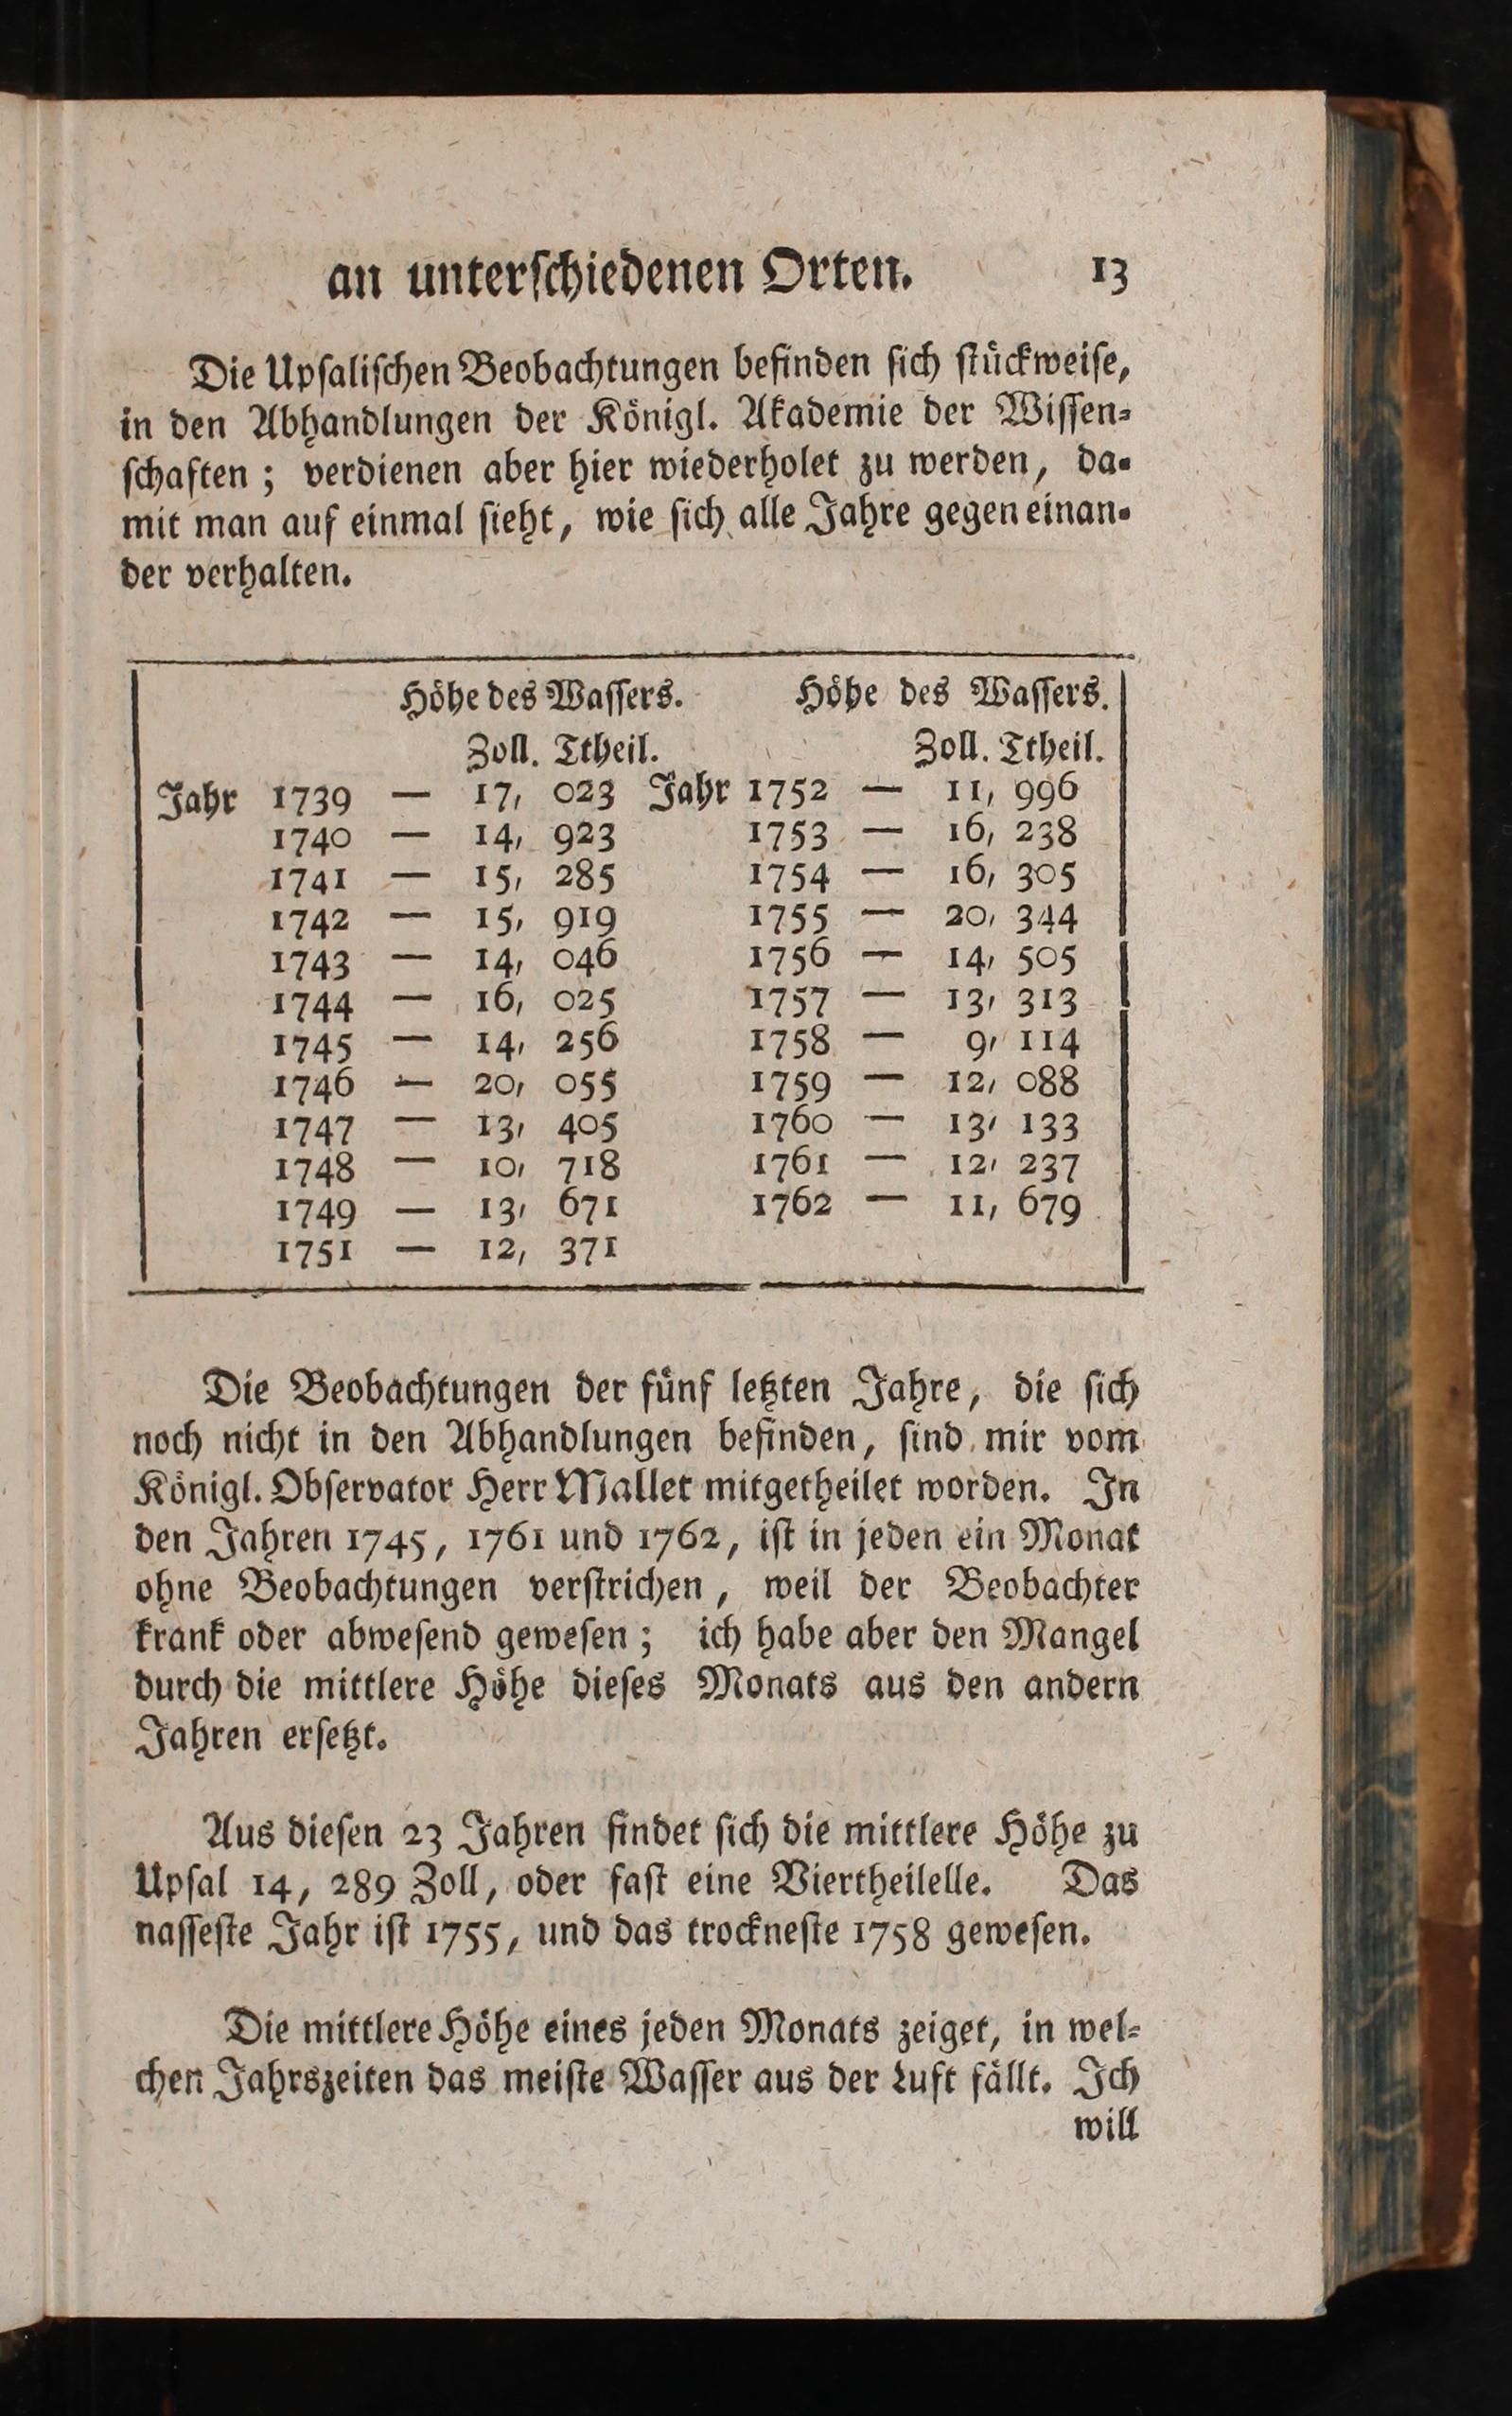 an unterſchiedenen Orten. 13
Die Upſaliſchen Beobachtungen befinden ſich ſtückweiſe,
in den Abhandlungen der Königl. Akademie der Wiſſen-
ſchaften; verdienen aber hier wiederholet zu werden, da-
mit man auf einmal ſieht, wie ſich alle Jahre gegen einan-
der verhalten.
Höhe des Waſſers. Höhe des Waſſers.
Zoll. Ttheil. Zoll. Ttheil.
Jahr 1739 — 17, 023 Jahr 1752 — 11, 996
1740 — 14, 923 1753 — 16, 238
1741 — 15, 285 1754 — 16, 305
1742 — 15, 919 1755 — 20, 344
1743 — 14, 046 1756 — 14, 505
1744 — 16, 025 1757 — 13, 313
1745 — 14, 256 1758 — 9, 114
1746 — 20, 055 1759 — 12, 088
1747 — 13, 405 1760 — 13, 133
1748 — 10, 718 1761 — 12, 237
1749 — 13, 671 1762 — 11, 679
1751 — 12, 371
Die Beobachtungen der fünf letzten Jahre, die ſich
noch nicht in den Abhandlungen befinden, ſind mir vom
Königl. Obſervator Herr Mallet mitgetheilet worden. In
den Jahren 1745, 1761 und 1762, iſt in jeden ein Monat
ohne Beobachtungen verſtrichen, weil der Beobachter
krank oder abweſend geweſen; ich habe aber den Mangel
durch die mittlere Höhe dieſes Monats aus den andern
Jahren erſetzt.
Aus dieſen 23 Jahren findet ſich die mittlere Höhe zu
Upſal 14, 289 Zoll, oder faſt eine Viertheilelle. Das
naſſeſte Jahr iſt 1755, und das trockneſte 1758 geweſen.
Die mittlere Höhe eines jeden Monats zeiget, in wel-
chen Jahrszeiten das meiſte Waſſer aus der Luft fällt. Ich
will